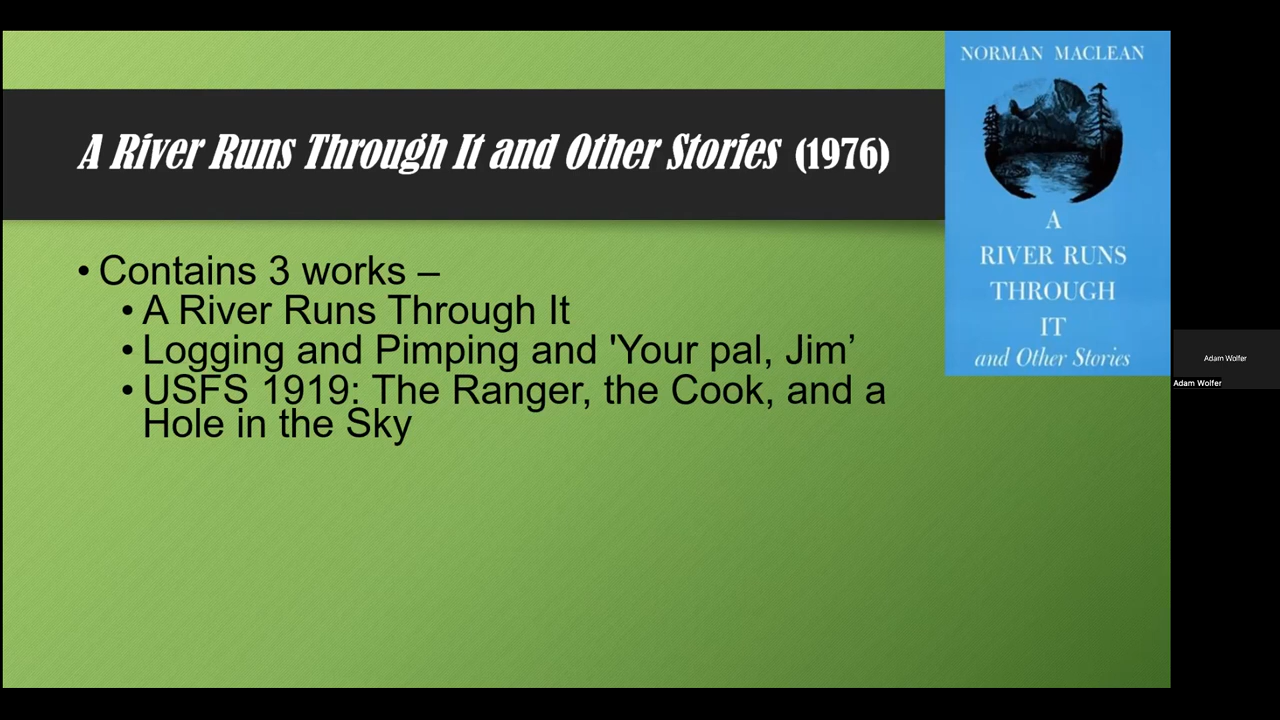 A River Runs Through It and Other Stories (1976)
• Contains 3 works –
• A River Runs Through It
• Logging and Pimping and 'Your pal, Jim’
• USFS 1919: The Ranger, the Cook, and a
Hole in the Sky
NORMAN MACLEAN
A
RIVER RUNS
THROUGH
IT
and Other Stories
Adam Wolfer
Adam Wolfer